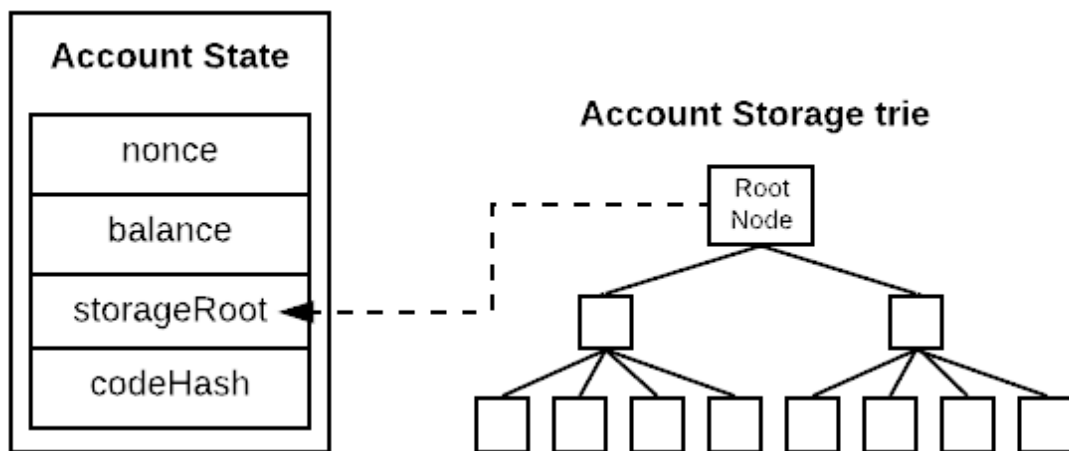 Account State
nonce
balance
storageRoot
codeHash
Account Storage trie
Root
Node